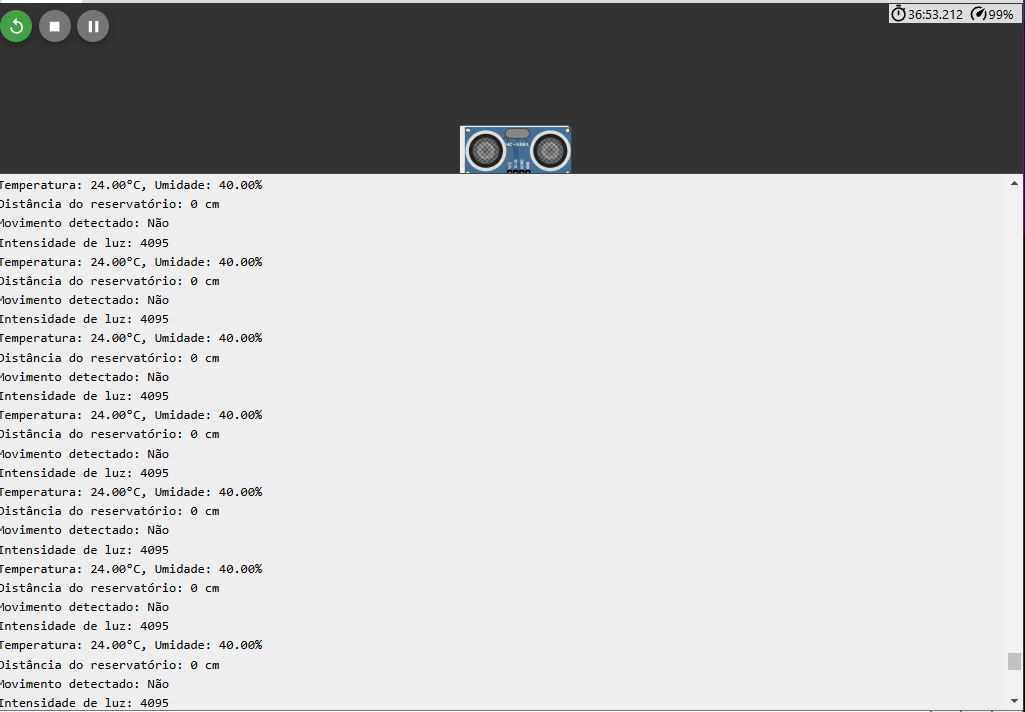 36:53.212 99%
HC-SR04
Temperatura: 24.00°C, Umidade: 40.00%
Distância do reservatório: 0 cm
Movimento detectado: Não
Intensidade de luz: 4095
Temperatura: 24.00°C, Umidade: 40.00%
Distância do reservatório: 0 cm
Movimento detectado: Não
Intensidade de luz: 4095
Temperatura: 24.00°C, Umidade: 40.00%
Distância do reservatório: 0 cm
Movimento detectado: Não
Intensidade de luz: 4095
Temperatura: 24.00°C, Umidade: 40.00%
Distância do reservatório: 0 cm
Movimento detectado: Não
Intensidade de luz: 4095
Temperatura: 24.00°C, Umidade: 40.00%
Distância do reservatório: 0 cm
Movimento detectado: Não
Intensidade de luz: 4095
Temperatura: 24.00°C, Umidade: 40.00%
Distância do reservatório: 0 cm
Movimento detectado: Não
Intensidade de luz: 4095
Temperatura: 24.00°C, Umidade: 40.00%
Distância do reservatório: 0 cm
Movimento detectado: Não
Intensidade de luz: 4095